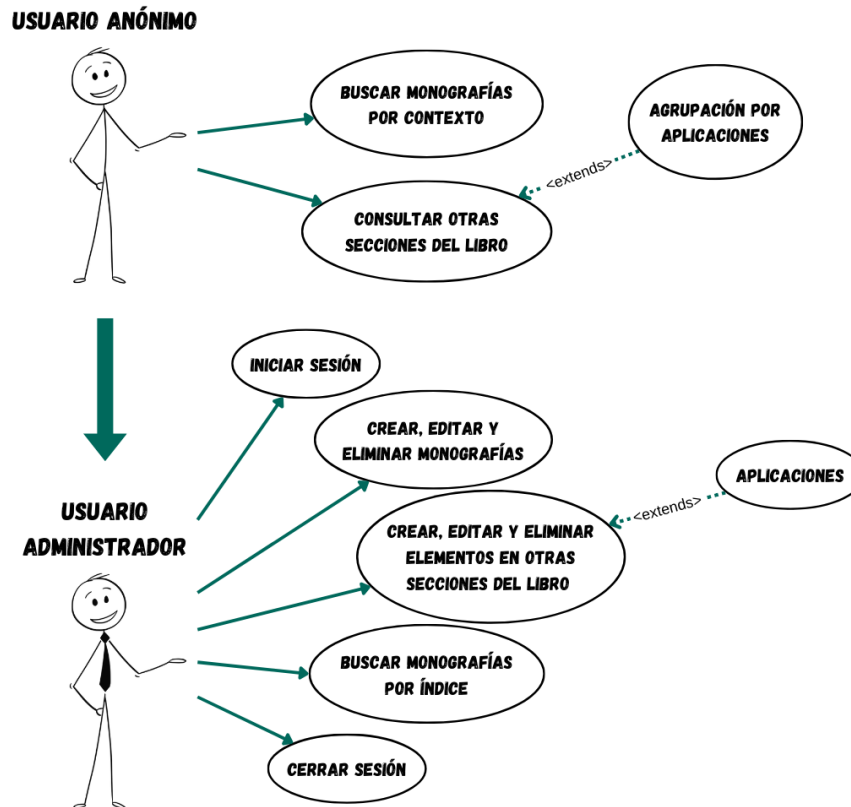 USUARIO ANÓNIMO
BUSCAR MONOGRAFÍAS
POR CONTEXTO
AGRUPACIÓN POR
APLICACIONES
<extends>
CONSULTAR OTRAS
SECCIONES DEL LIBRO
INICIAR SESIÓN
CREAR, EDITAR Y
ELIMINAR MONOGRAFÍAS
APLICACIONES
<extends>
USUARIO
ADMINISTRADOR
CREAR, EDITAR Y ELIMINAR
ELEMENTOS EN OTRAS
SECCIONES DEL LIBRO
BUSCAR MONOGRAFÍAS
POR ÍNDICE
CERRAR SESIÓN